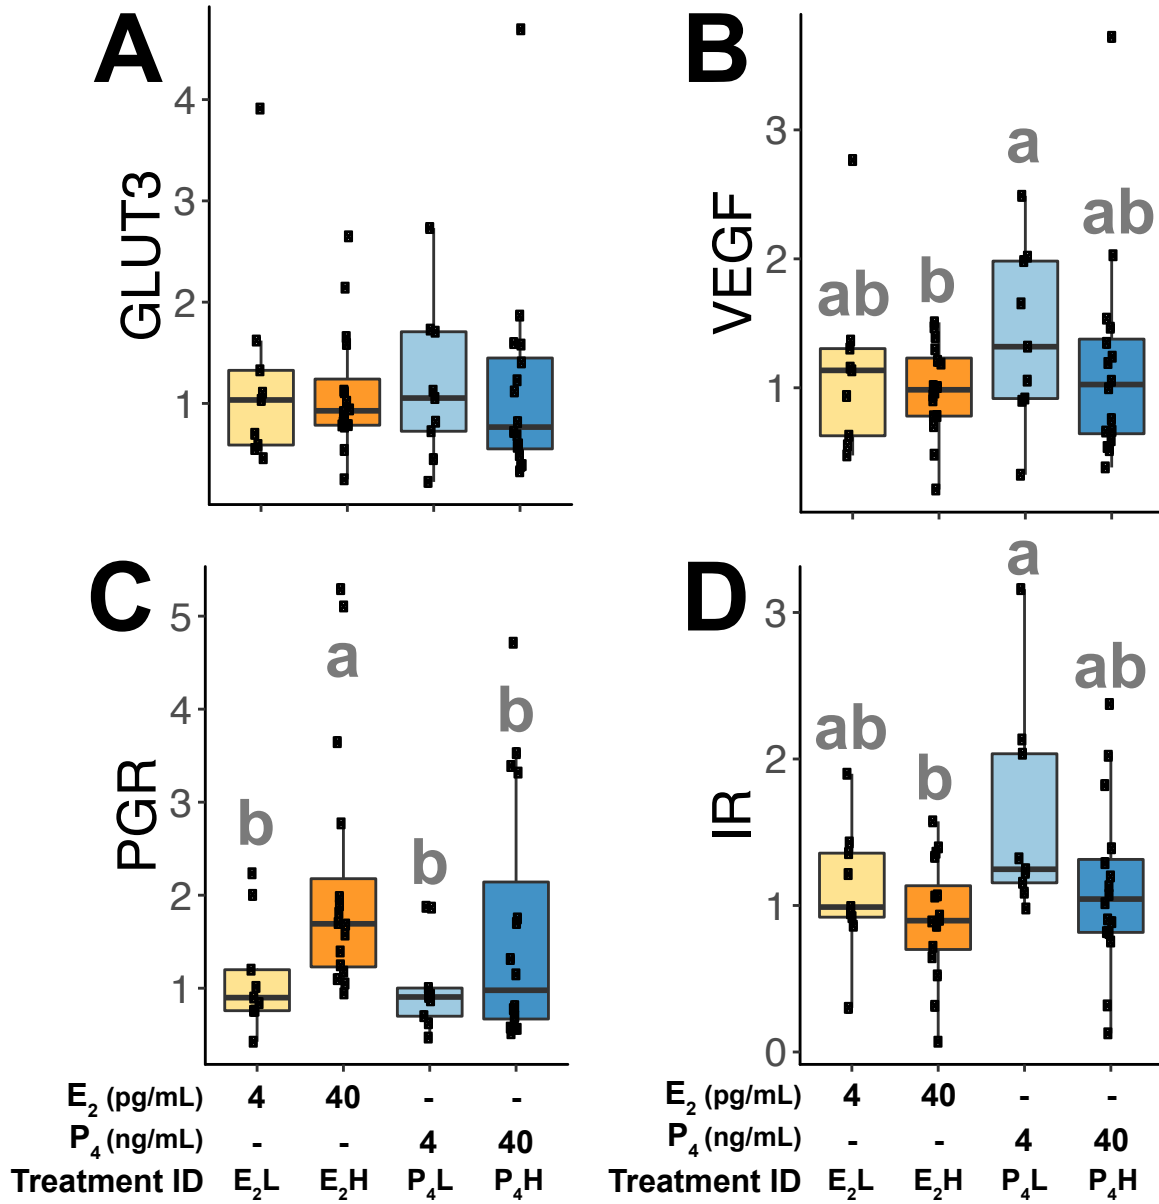 A
B
GLUT3
4
3
2
1
VEGF
3
2
1
ab
b
a
ab
C
D
PGR
5
4
3
2
1
b
a
b
b
IR
3
2
1
0
ab
b
a
ab
E2 (pg/mL) 4 40 - -
P4 (ng/mL) - - 4 40
Treatment ID E2L E2H P4L P4H
E2 (pg/mL) 4 40 - -
P4 (ng/mL) - - 4 40
Treatment ID E2L E2H P4L P4H